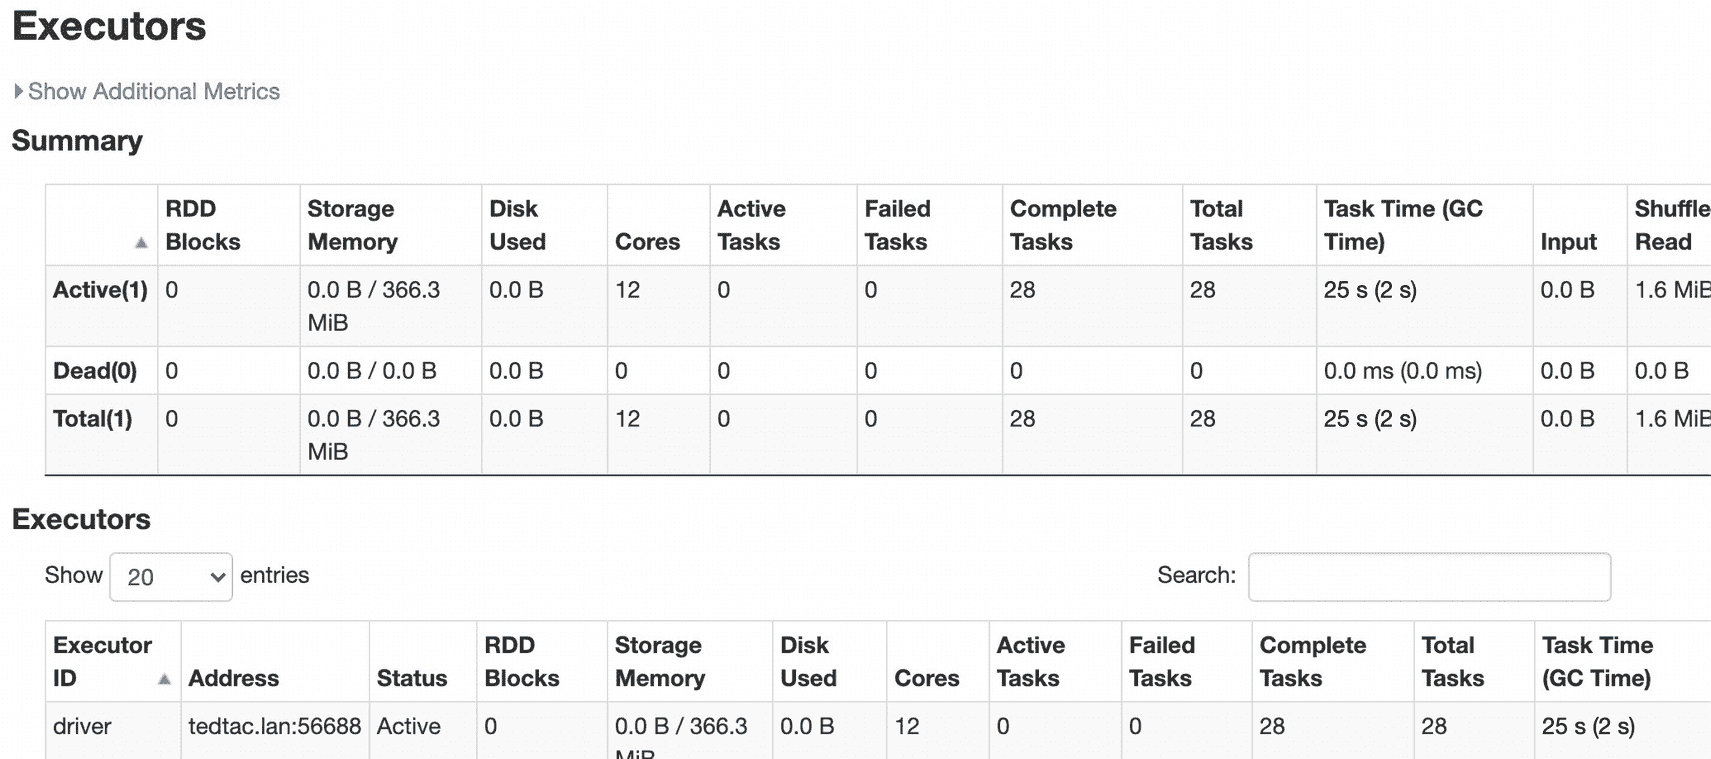 Executors
Show Additional Metrics
Summary
RDD Blocks Storage Memory Disk Used Cores Active Tasks Failed Tasks Complete Tasks Total Tasks Task Time (GC Time) Input Shuffle Read
Active(1) 0 0.0 B / 366.3 MiB 0.0 B 12 0 0 28 28 25 s (2 s) 0.0 B 1.6 MiB
Dead(0) 0 0.0 B / 0.0 B 0.0 B 0 0 0 0 0 0.0 ms (0.0 ms) 0.0 B 0.0 B
Total(1) 0 0.0 B / 366.3 MiB 0.0 B 12 0 0 28 28 25 s (2 s) 0.0 B 1.6 MiB
Executors
Show 20 entries Search:
Executor ID Address Status RDD Blocks Storage Memory Disk Used Cores Active Tasks Failed Tasks Complete Tasks Total Tasks Task Time (GC Time)
driver tedtac.lan:56688 Active 0 0.0 B / 366.3 MiB 0.0 B 12 0 0 28 28 25 s (2 s)